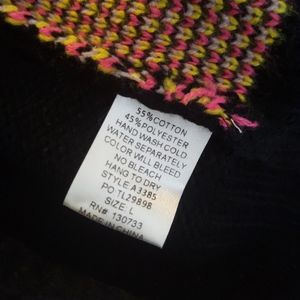 55%COTTON
45%POLYESTER
HAND WASH COLD
WATER SEPARATELY
COLOR WILL BLEED
NO BLEACH
HANG TO DRY
STYLE A3385
PO TL2989B
SIZE: L
RN# 130733
MADE IN CHINA